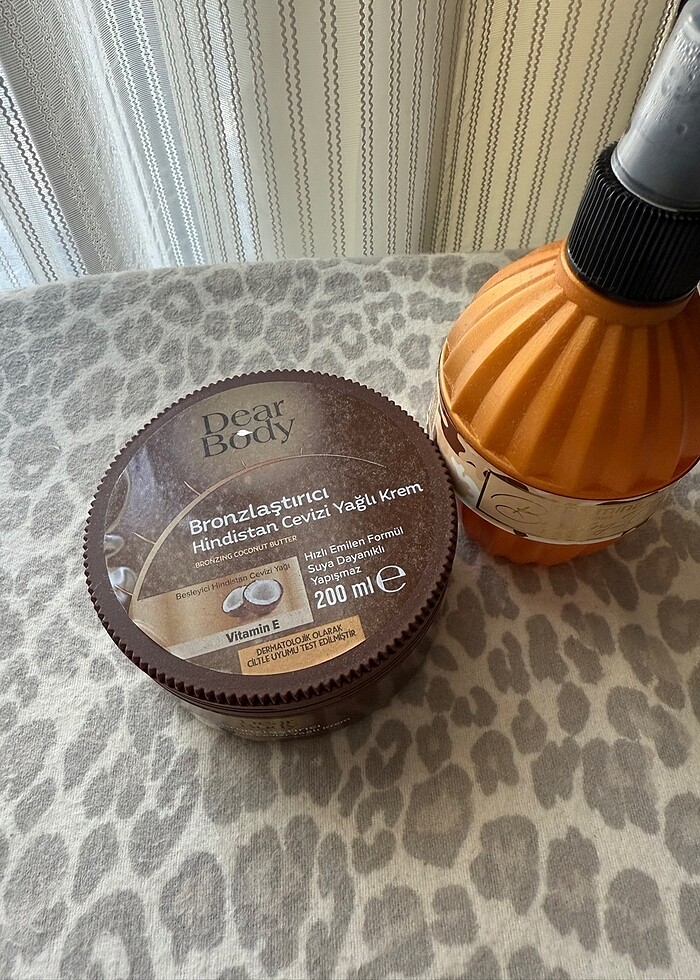 Dear
Body
Bronzlaştırıcı
Hindistan Cevizi Yağlı Krem
BRONZING COCONUT BUTTER
Hızlı Emilen Formül
Suya Dayanıklı
Yapışmaz
200 ml ℮
Besleyici Hindistan Cevizi Yağı
Vitamin E
DERMATOLOJİK OLARAK
CİLTLE UYUMU TEST EDİLMİŞTİR